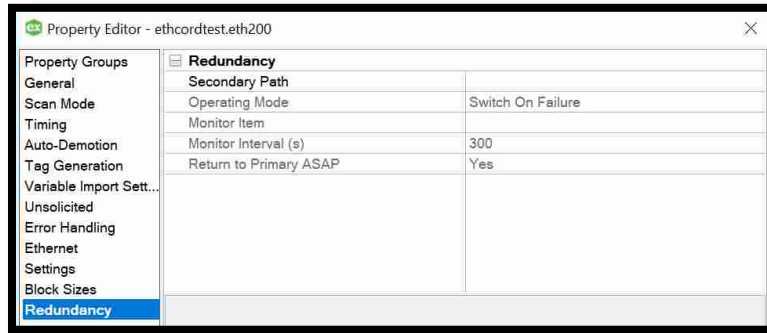 Property Editor - ethcordtest.eth200
Property Groups
General
Scan Mode
Timing
Auto-Demotion
Tag Generation
Variable Import Sett...
Unsolicited
Error Handling
Ethernet
Settings
Block Sizes
Redundancy
Redundancy
Secondary Path
Operating Mode Switch On Failure
Monitor Item
Monitor Interval (s) 300
Return to Primary ASAP Yes